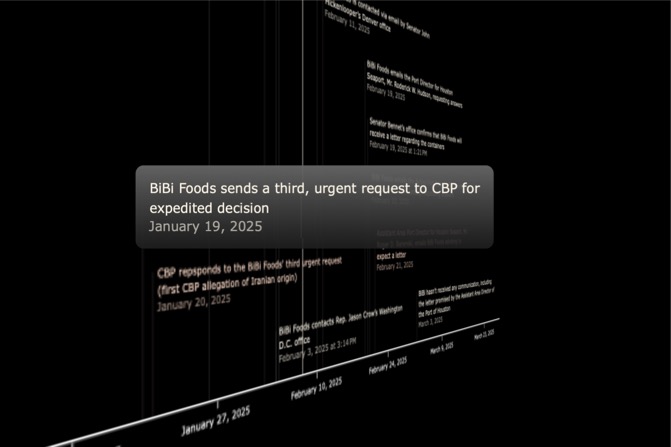 is contacted via email by Senator John
Hickenlooper's Denver office
February 11, 2025
BiBi Foods emails the Port Director for Houston
Seaport, Mr. Roderick W. Hudson, requesting answers
February 19, 2025
Senator Bennet's office confirms that BiBi Foods will
receive a letter regarding the containers
February 19, 2025 at 1:21 PM
BiBi Foods sends a third, urgent request to CBP for
expedited decision
January 19, 2025
expect a letter
February 21, 2025
CBP repsponds to the BiBi Foods' third urgent request
(first CBP allegation of Iranian origin)
January 20, 2025
BiBi hasn't received any communication, including
the letter promised by the Assistant Area Director of
the Port of Houston
March 3, 2025
BiBi Foods contacts Rep. Jason Crow's Washington
D.C. office
February 3, 2025 at 3:14 PM
January 27, 2025
February 10, 2025
February 24, 2025
March 9, 2025
March 23, 2025